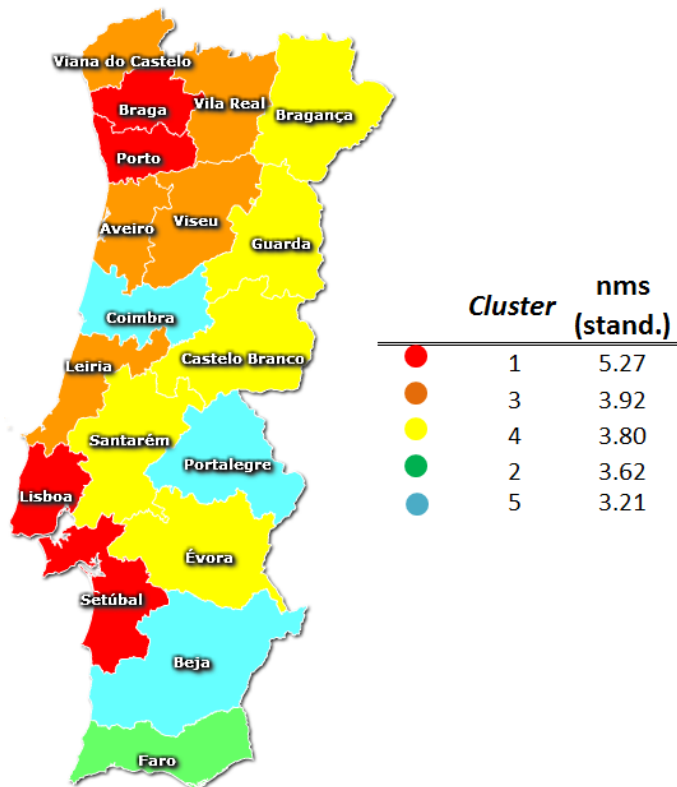 Viana do Castelo
Braga
Vila Real
Bragança
Porto
Aveiro
Viseu
Guarda
Coimbra
Leiria
Castelo Branco
Santarém
Portalegre
Lisboa
Évora
Setúbal
Beja
Faro
Cluster nms (stand.)
1 5.27
3 3.92
4 3.80
2 3.62
5 3.21